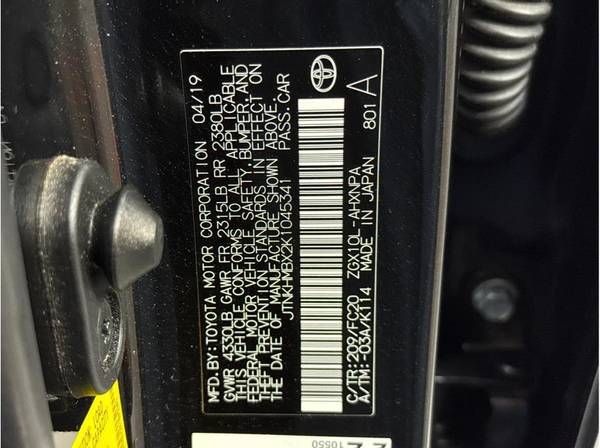 MFD.BY:TOYOTA MOTOR CORPORATION 04/19
GVWR 4330LB GAWR FR 2315LB RR 2380LB
THIS VEHICLE CONFORMS TO ALL APPLICABLE
FEDERAL MOTOR VEHICLE SAFETY,BUMPER,AND
THEFT PREVENTION STANDARDS IN EFFECT ON
THE DATE OF MANUFACTURE SHOWN ABOVE.
JTNKHMBX2K1045341 PASS.CAR
C/TR:209/FC20 ZGX10L-AHXNPA
A/TM:-03A/K114 MADE IN JAPAN 801
A
10550